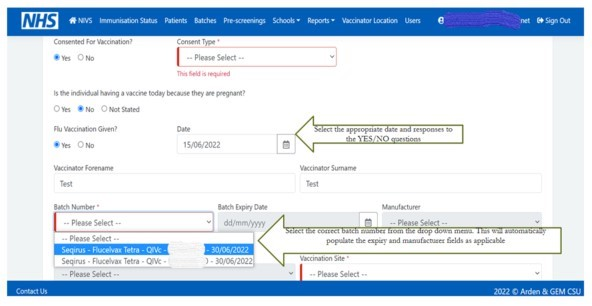 NHS NIVS Immunisation Status Patients Batches Pre-screenings Schools Reports Vaccinator Location Users net Sign Out
Consented For Vaccination? Consent Type *
Yes No -- Please Select --
This field is required
Is the individual having a vaccine today because they are pregnant?
Yes No Not Stated
Flu Vaccination Given? Date
Yes No 15/06/2022
Select the appropriate date and responses to
the YES/NO questions
Vaccinator Forename Vaccinator Surname
Test Test
Batch Number * Batch Expiry Date Manufacturer
-- Please Select -- dd/mm/yyyy -- Please Select --
Select the correct batch number from the drop down menu. This will automatically
populate the expiry and manufacturer fields as applicable
-- Please Select --
Seqirus - Flucelvax Tetra - QIVc - 0 - 30/06/2022
Seqirus - Flucelvax Tetra - QIVc - 0 - 30/06/2022
Vaccination Site *
-- Please Select -- -- Please Select --
Contact Us 2022 © Arden & GEM CSU